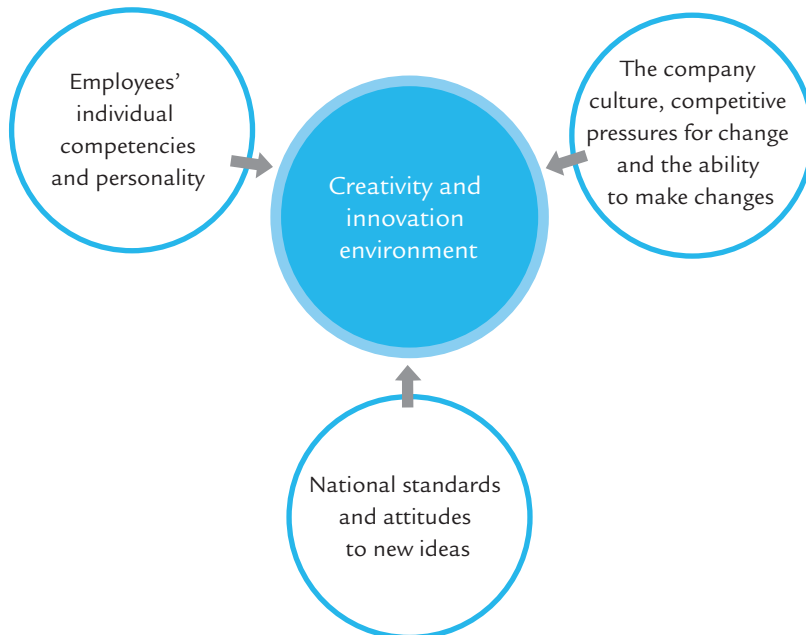 Employees’
individual
competencies
and personality
The company
culture, competitive
pressures for change
and the ability
to make changes
Creativity and
innovation
environment
National standards
and attitudes
to new ideas